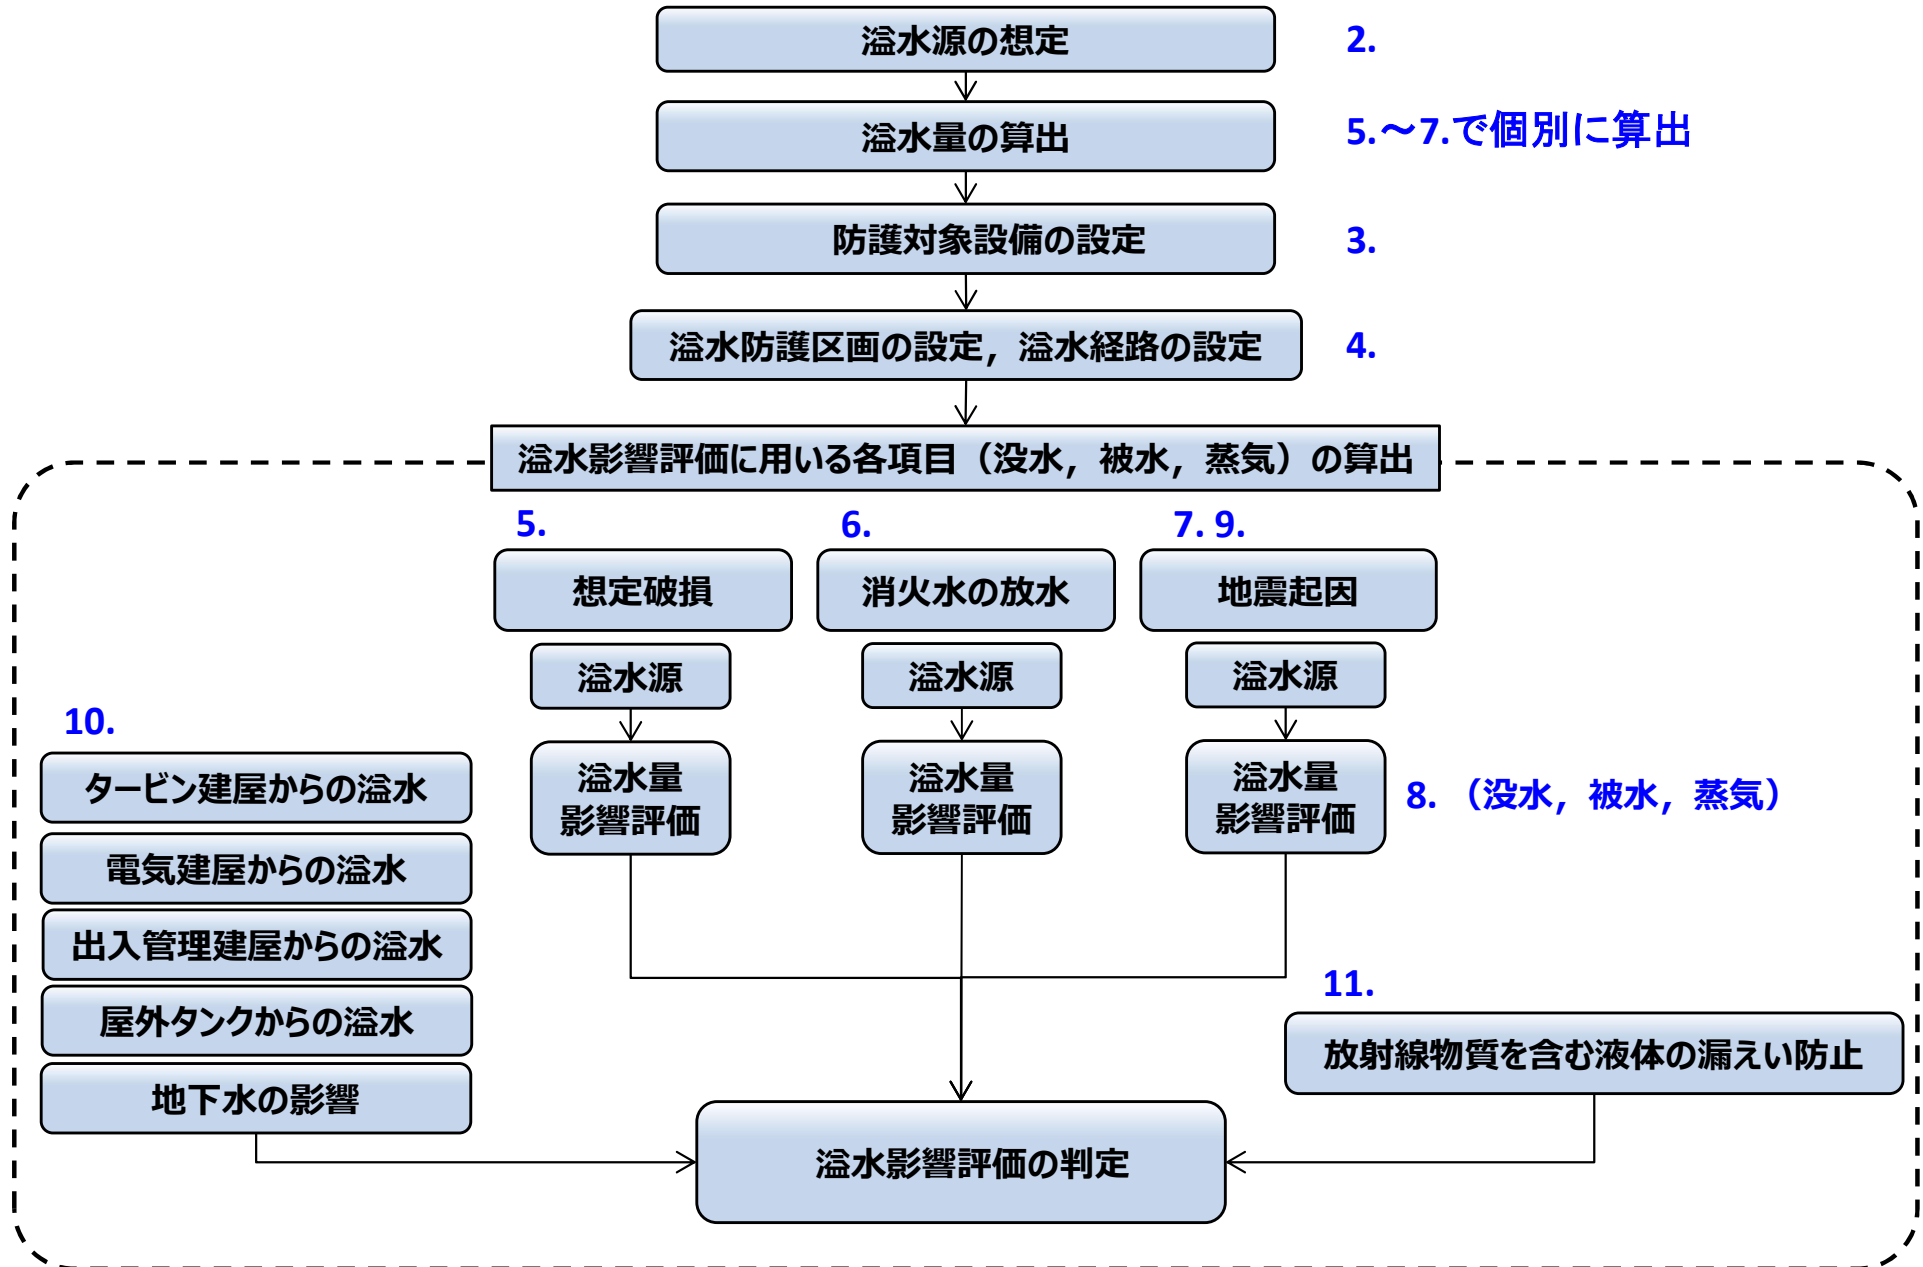 溢水源の想定
2.
溢水量の算出
5.～7.で個別に算出
防護対象設備の設定
3.
溢水防護区画の設定，溢水経路の設定
4.
溢水影響評価に用いる各項目（没水，被水，蒸気）の算出
5.
6.
7. 9.
想定破損
消火水の放水
地震起因
溢水源
溢水源
溢水源
溢水量
影響評価
溢水量
影響評価
溢水量
影響評価
8.（没水，被水，蒸気）
10.
タービン建屋からの溢水
電気建屋からの溢水
出入管理建屋からの溢水
屋外タンクからの溢水
地下水の影響
11.
放射線物質を含む液体の漏えい防止
溢水影響評価の判定